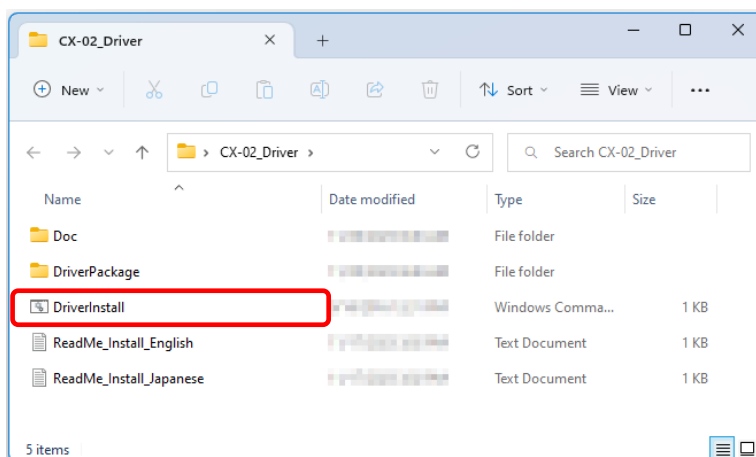 CX-02_Driver
New Sort View
CX-02_Driver Search CX-02_Driver
Name Date modified Type Size
Doc File folder
DriverPackage File folder
DriverInstall Windows Comma... 1 KB
ReadMe_Install_English Text Document 1 KB
ReadMe_Install_Japanese Text Document 1 KB
5 items